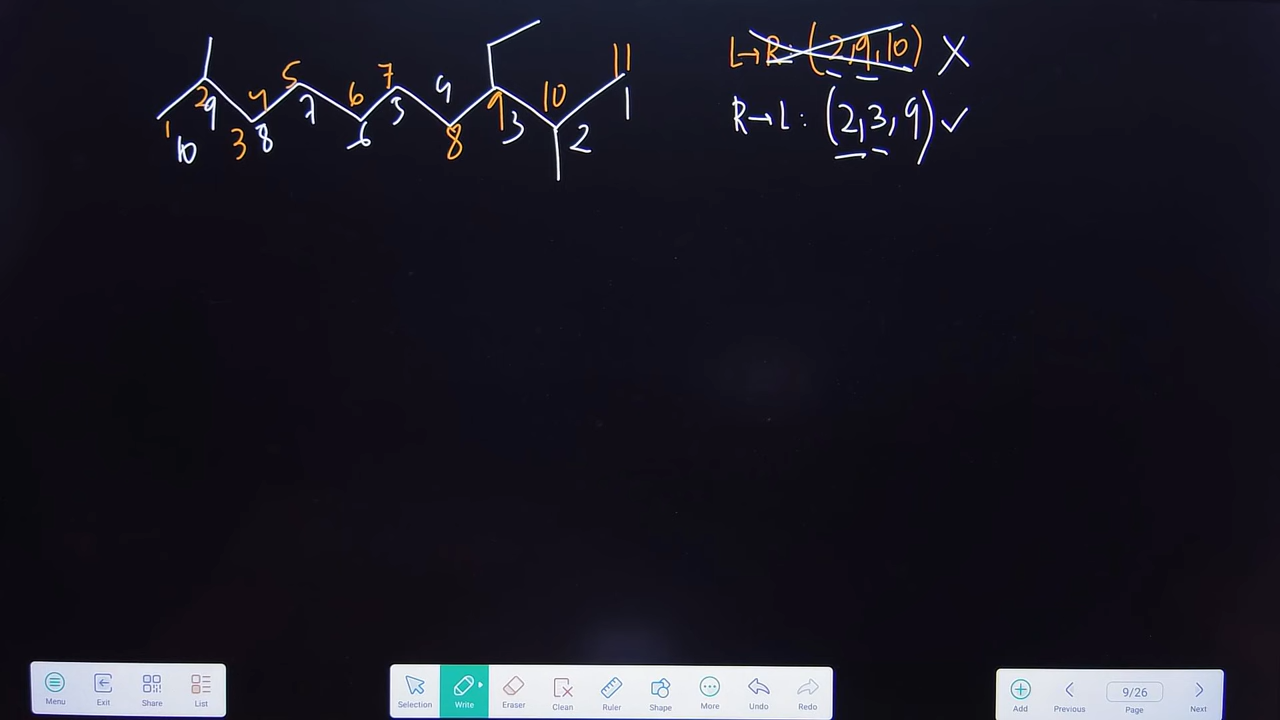 L→R: (2,9,10) X
R→L: (2,3,9) ✓
1 2 3 4 5 6 7 8 9 10 11
10 9 8 7 6 5 4 3 2 1
Menu
Exit
Share
List
Selection
Write
Eraser
Clean
Ruler
Shape
More
Undo
Redo
Add
Previous
9/26
Page
Next